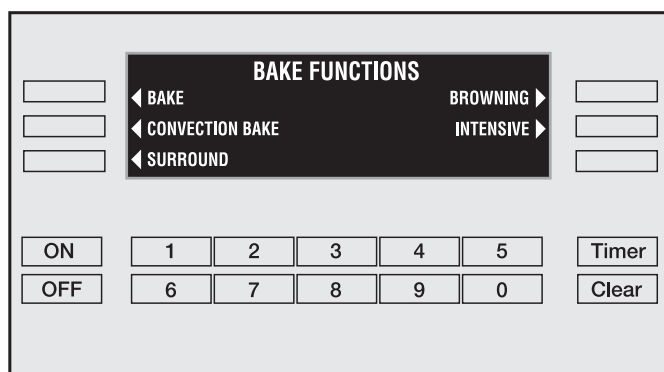 BAKE FUNCTIONS
◀ BAKE BROWNING ▶
◀ CONVECTION BAKE INTENSIVE ▶
◀ SURROUND
ON 1 2 3 4 5 Timer
OFF 6 7 8 9 0 Clear